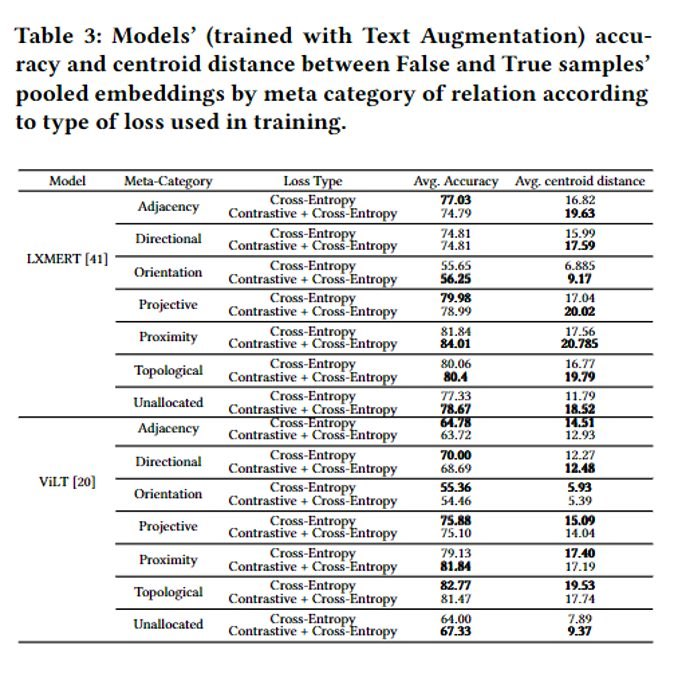 Table 3: Models’ (trained with Text Augmentation) accu-
racy and centroid distance between False and True samples’
pooled embeddings by meta category of relation according
to type of loss used in training.
Model Meta-Category Loss Type Avg. Accuracy Avg. centroid distance
LXMERT [41]
Adjacency
Cross-Entropy 77.03 16.82
Contrastive + Cross-Entropy 74.79 19.63
Directional
Cross-Entropy 74.81 15.99
Contrastive + Cross-Entropy 74.81 17.59
Orientation
Cross-Entropy 55.65 6.885
Contrastive + Cross-Entropy 56.25 9.17
Projective
Cross-Entropy 79.98 17.04
Contrastive + Cross-Entropy 78.99 20.02
Proximity
Cross-Entropy 81.84 17.56
Contrastive + Cross-Entropy 84.01 20.785
Topological
Cross-Entropy 80.06 16.77
Contrastive + Cross-Entropy 80.4 19.79
Unallocated
Cross-Entropy 77.33 11.79
Contrastive + Cross-Entropy 78.67 18.52
ViLT [20]
Adjacency
Cross-Entropy 64.78 14.51
Contrastive + Cross-Entropy 63.72 12.93
Directional
Cross-Entropy 70.00 12.27
Contrastive + Cross-Entropy 68.69 12.48
Orientation
Cross-Entropy 55.36 5.93
Contrastive + Cross-Entropy 54.46 5.39
Projective
Cross-Entropy 75.88 15.09
Contrastive + Cross-Entropy 75.10 14.04
Proximity
Cross-Entropy 79.13 17.40
Contrastive + Cross-Entropy 81.84 17.19
Topological
Cross-Entropy 82.77 19.53
Contrastive + Cross-Entropy 81.47 17.74
Unallocated
Cross-Entropy 64.00 7.89
Contrastive + Cross-Entropy 67.33 9.37